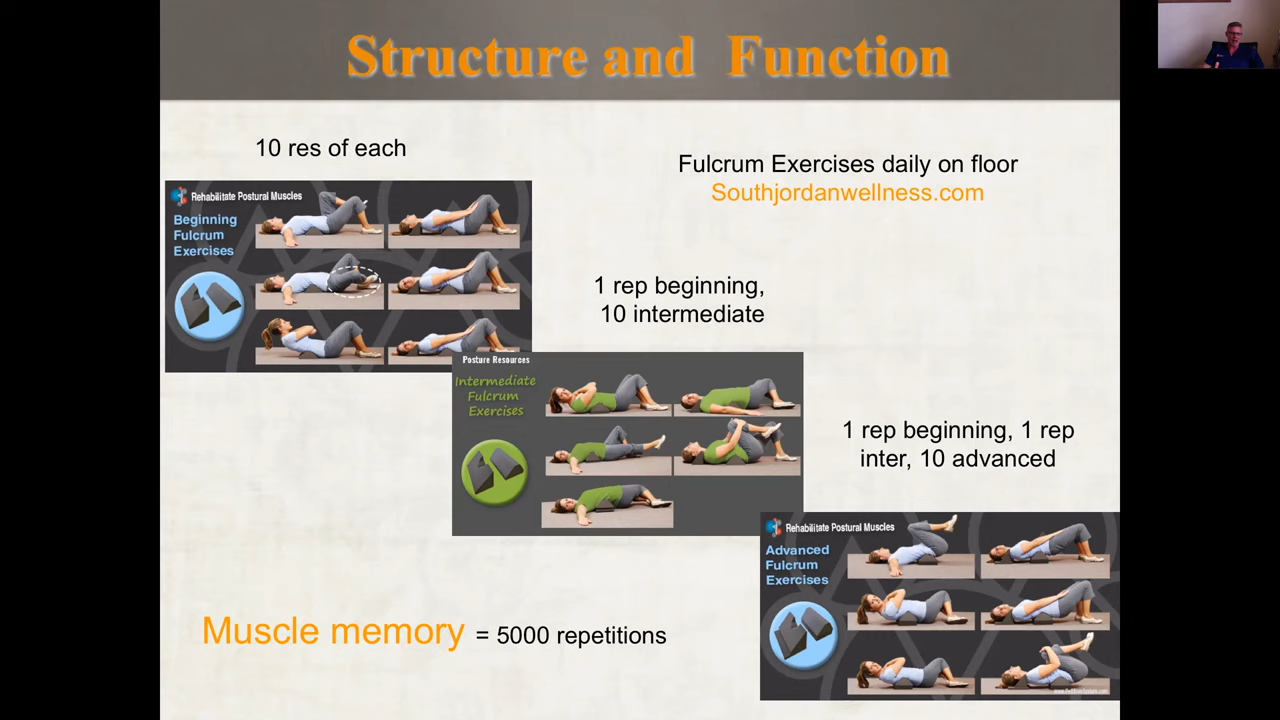 Structure and Function
10 res of each
Fulcrum Exercises daily on floor
Southjordanwellness.com
Rehabilitate Postural Muscles
Beginning
Fulcrum
Exercises
1 rep beginning,
10 intermediate
Posture Resources
Intermediate
Fulcrum
Exercises
1 rep beginning, 1 rep
inter, 10 advanced
Rehabilitate Postural Muscles
Advanced
Fulcrum
Exercises
Muscle memory = 5000 repetitions